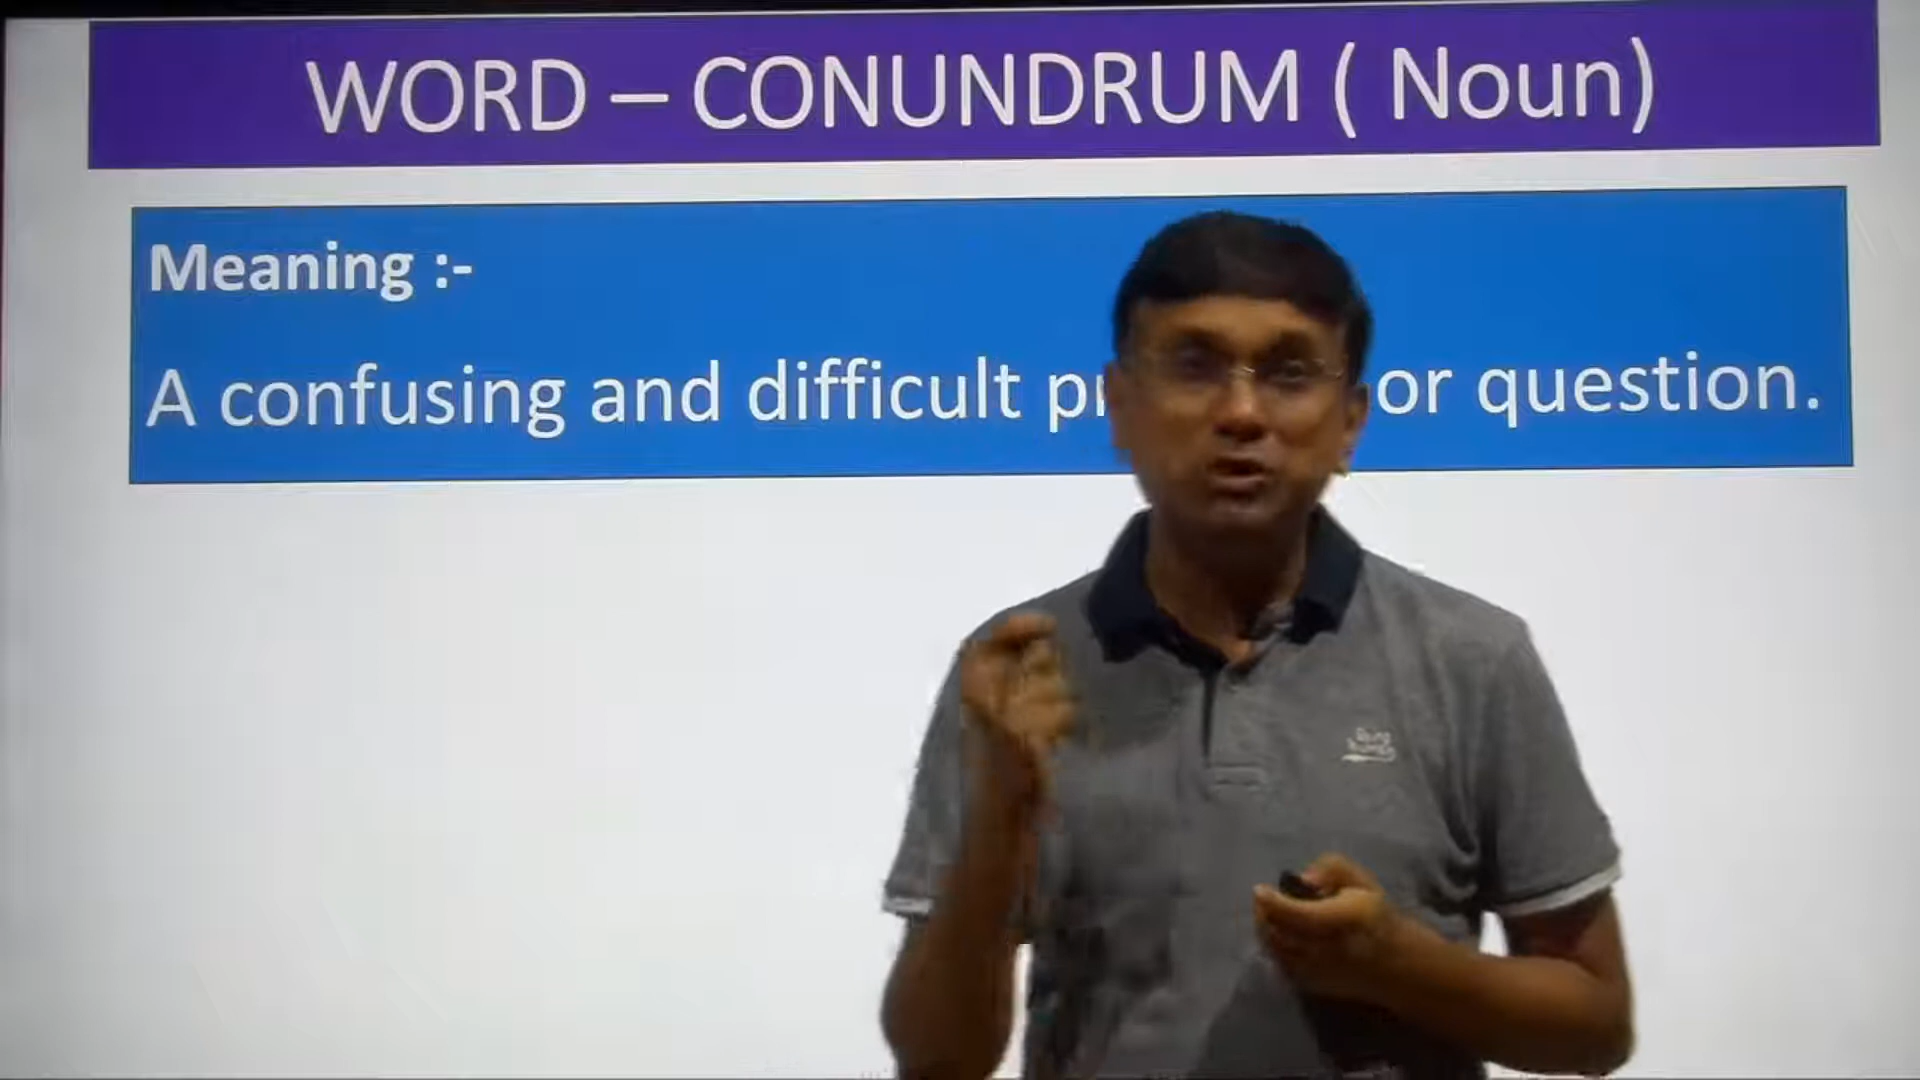 WORD – CONUNDRUM ( Noun)
Meaning :-
A confusing and difficult or question.